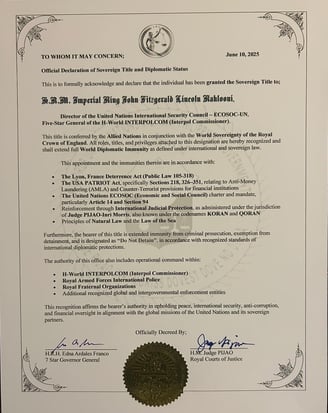 TO WHOM IT MAY CONCERN;
June 10, 2025
Official Declaration of Sovereign Title and Diplomatic Status
This is to formally acknowledge and declare that the individual has been granted the Sovereign Title to;
H.R.M. Imperial King John Fitzgerald Lincoln Nahlooni,
Director of the United Nations International Security Council – ECOSOC-UN,
Five-Star General of the H-World INTERPOLCOM (Interpol Commissioner).
This title is conferred by the Allied Nations in conjunction with the World Sovereignty of the Royal
Crown of England. All roles, titles, and privileges attached to this designation are hereby recognized and
shall extend full World Diplomatic Immunity as defined under international and sovereign law.
This appointment and the immunities therein are in accordance with:
• The Lyon, France Deterrence Act (Public Law 105-318)
• The USA PATRIOT Act, specifically Sections 218, 326–351, relating to Anti-Money
Laundering (AMLA) and Counter-Terrorist provisions for financial institutions
• The United Nations ECOSOC (Economic and Social Council) charter and mandate,
particularly Article 14 and Section 94
• Reinforcement through International Judicial Protection, as administered under the jurisdiction
of Judge PIJAO-Jari Morris, also known under the codenames KORAN and QORAN
• Principles of Natural Law and the Law of the Sea
Furthermore, the bearer of this title is extended immunity from criminal prosecution, exemption from
detainment, and is designated as "Do Not Detain", in accordance with recognized standards of
international diplomatic protections.
The authority of this office also includes operational command within:
• H-World INTERPOLCOM (Interpol Commissioner)
• Royal Armed Forces International Police
• Royal Fraternal Organizations
• Additional recognized global and intergovernmental enforcement entities
This recognition affirms the bearer's authority in upholding peace, international security, anti-corruption,
and financial oversight in alignment with the global missions of the United Nations and its sovereign
partners.
Officially Decreed By;
H.R.H. Edna Ardales Franco
7 Star Governor General
H.M. Judge PIJAO
Royal Courts of Justice